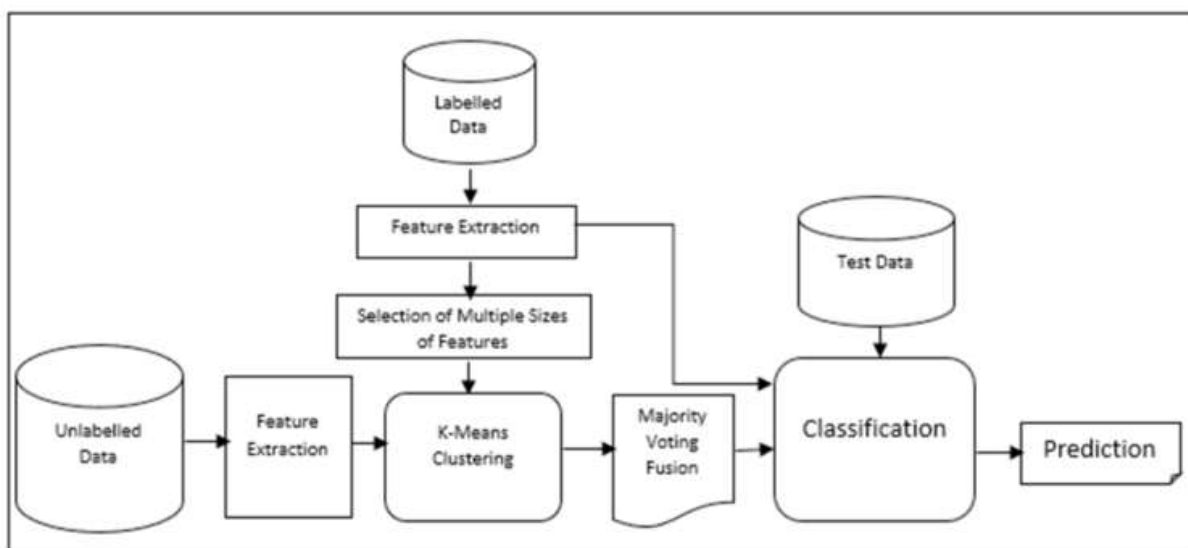 Labelled
Data
Feature Extraction
Test Data
Selection of Multiple Sizes
of Features
Unlabelled
Data
Feature
Extraction
K-Means
Clustering
Majority
Voting
Fusion
Classification
Prediction